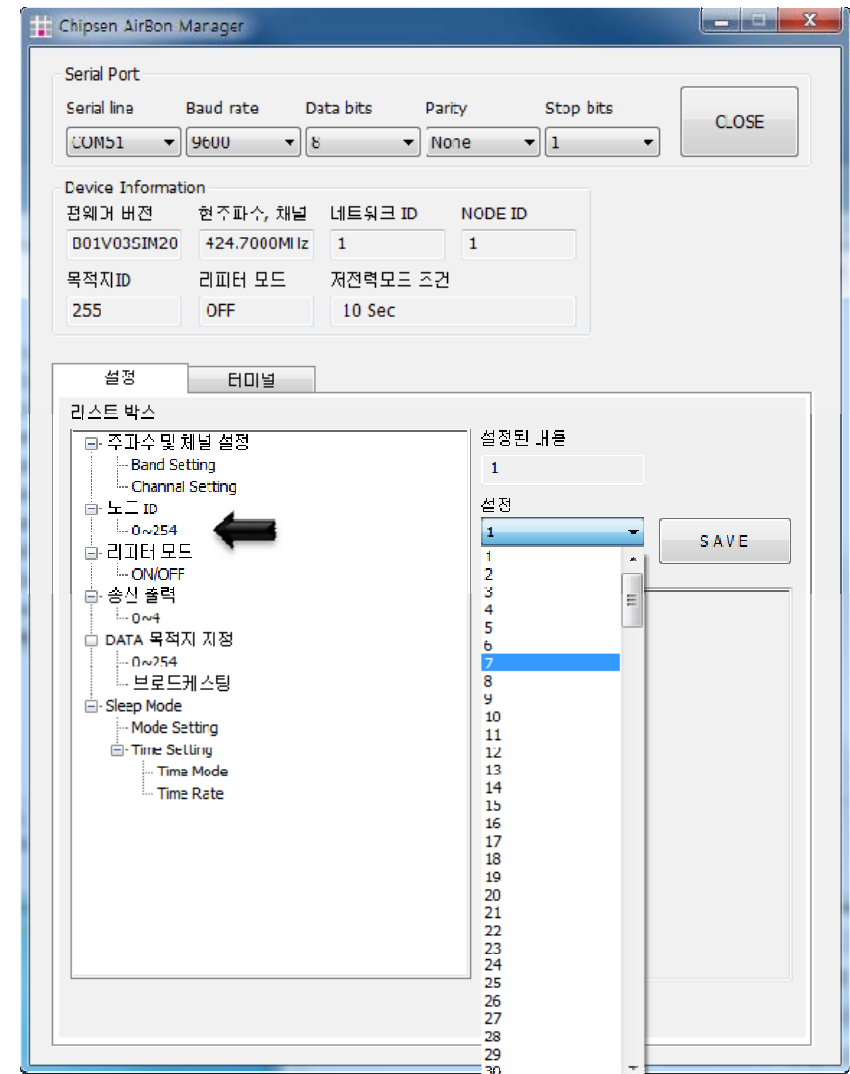 Chipsen AirBon Manager
Serial Port
Serial line Baud rate Data bits Parity Stop bits
COM51 9600 8 None 1 CLOSE
Device Information
펌웨어 버전 현주파수, 채널 네트워크 ID NODE ID
B01V03SIM20 424.7000MHz 1 1
목적지ID 리피터 모드 저전력모드 조건
255 OFF 10 Sec
설정 터미널
리스트 박스
주파수 및 채널 설정
Band Setting
Channel Setting
노드 ID
0~254
리피터 모드
ON/OFF
송신 출력
0~4
DATA 목적지 지정
0~254
브로드케스팅
Sleep Mode
Mode Setting
Time Setting
Time Mode
Time Rate
설정된 내용
1
설정
1 SAVE
1
2
3
4
5
6
7
8
9
10
11
12
13
14
15
16
17
18
19
20
21
22
23
24
25
26
27
28
29
30